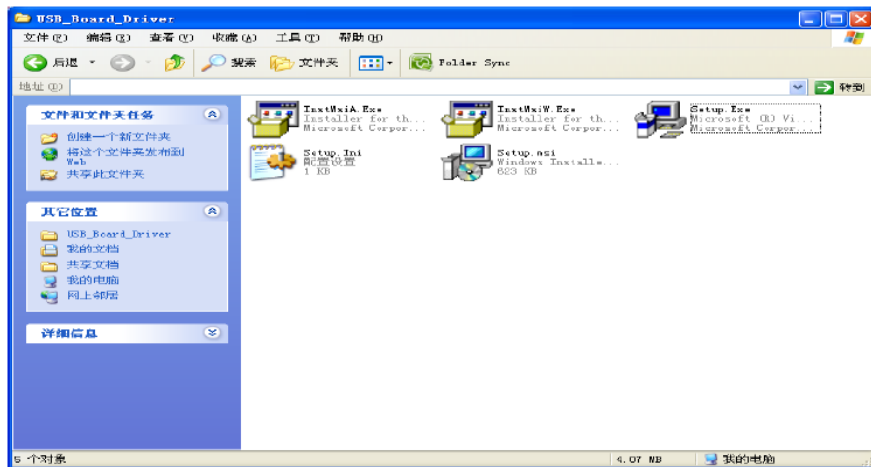 USB_Board_Driver
文件(F) 编辑(E) 查看(V) 收藏(A) 工具(T) 帮助(H)
后退 搜索 文件夹 Folder Sync
地址(D) 转到
文件和文件夹任务
创建一个新文件夹
将这个文件夹发布到
Web
共享此文件夹
其它位置
USB_Board_Driver
我的文档
共享文档
我的电脑
网上邻居
详细信息
InstMsiA.Exe
Installer for th...
Microsoft Corpor...
InstMsiW.Exe
Installer for th...
Microsoft Corpor...
Setup.Exe
Microsoft (R) Vi...
Microsoft Corpor...
Setup.Ini
配置设置
1 KB
Setup.msi
Windows Installe...
623 KB
5 个对象 4.07 MB 我的电脑